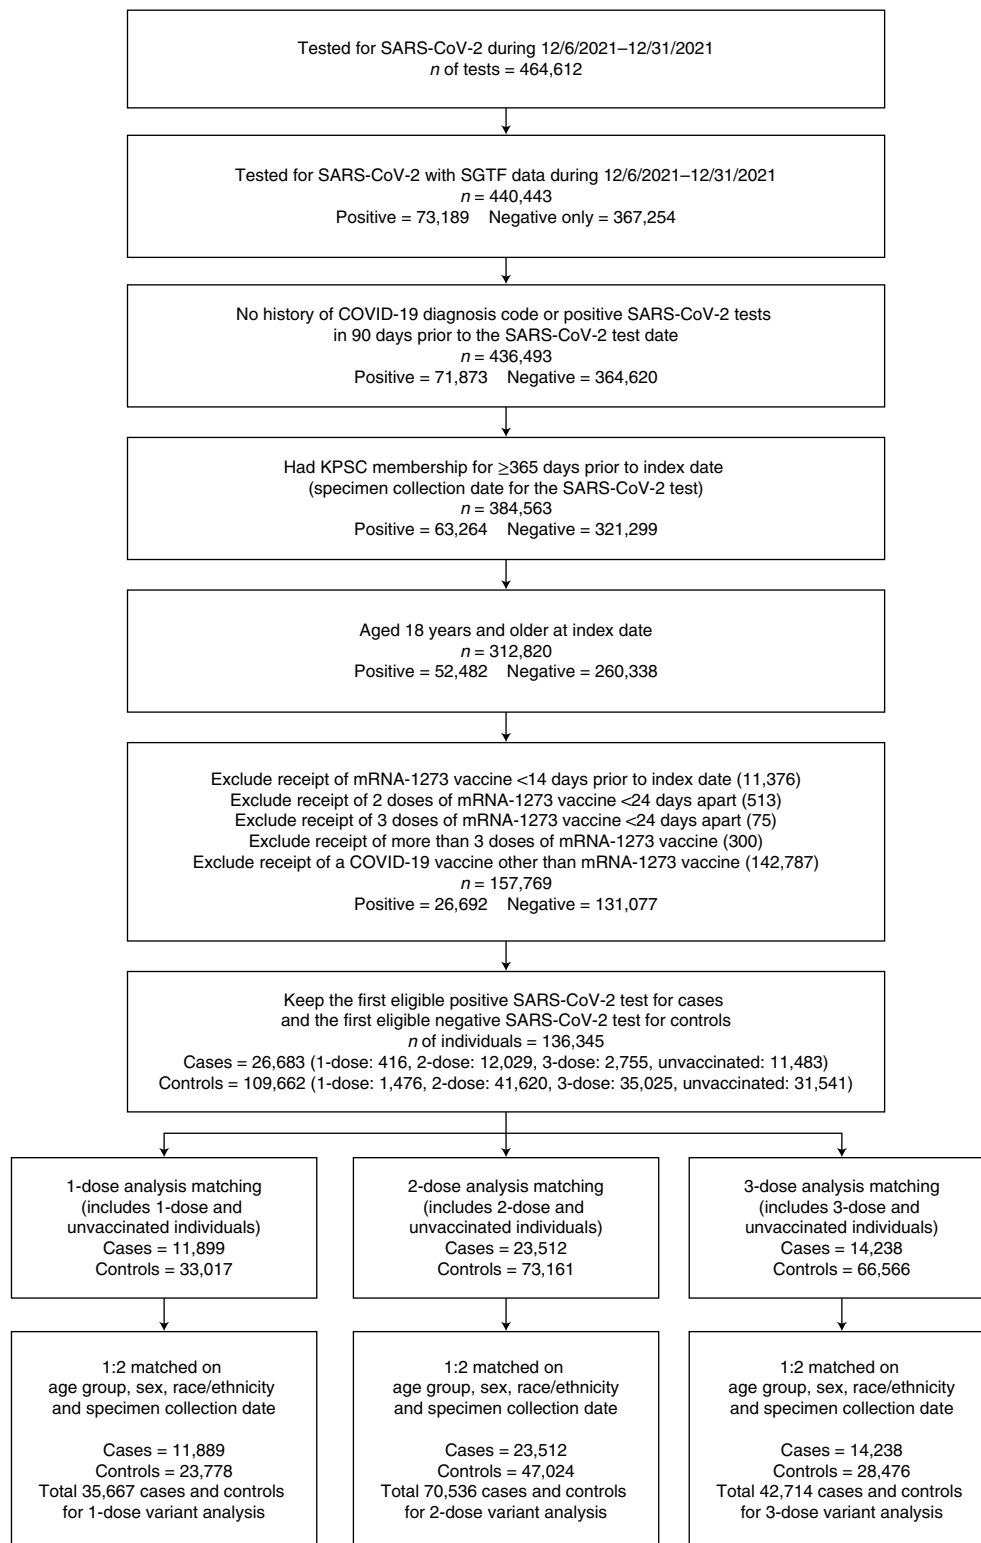 Tested for SARS-CoV-2 during 12/6/2021–12/31/2021
n of tests = 464,612
Tested for SARS-CoV-2 with SGTF data during 12/6/2021–12/31/2021
n = 440,443
Positive = 73,189 Negative only = 367,254
No history of COVID-19 diagnosis code or positive SARS-CoV-2 tests
in 90 days prior to the SARS-CoV-2 test date
n = 436,493
Positive = 71,873 Negative = 364,620
Had KPSC membership for ≥365 days prior to index date
(specimen collection date for the SARS-CoV-2 test)
n = 384,563
Positive = 63,264 Negative = 321,299
Aged 18 years and older at index date
n = 312,820
Positive = 52,482 Negative = 260,338
Exclude receipt of mRNA-1273 vaccine <14 days prior to index date (11,376)
Exclude receipt of 2 doses of mRNA-1273 vaccine <24 days apart (513)
Exclude receipt of 3 doses of mRNA-1273 vaccine <24 days apart (75)
Exclude receipt of more than 3 doses of mRNA-1273 vaccine (300)
Exclude receipt of a COVID-19 vaccine other than mRNA-1273 vaccine (142,787)
n = 157,769
Positive = 26,692 Negative = 131,077
Keep the first eligible positive SARS-CoV-2 test for cases
and the first eligible negative SARS-CoV-2 test for controls
n of individuals = 136,345
Cases = 26,683 (1-dose: 416, 2-dose: 12,029, 3-dose: 2,755, unvaccinated: 11,483)
Controls = 109,662 (1-dose: 1,476, 2-dose: 41,620, 3-dose: 35,025, unvaccinated: 31,541)
1-dose analysis matching
(includes 1-dose and
unvaccinated individuals)
Cases = 11,899
Controls = 33,017
2-dose analysis matching
(includes 2-dose and
unvaccinated individuals)
Cases = 23,512
Controls = 73,161
3-dose analysis matching
(includes 3-dose and
unvaccinated individuals)
Cases = 14,238
Controls = 66,566
1:2 matched on
age group, sex, race/ethnicity
and specimen collection date
Cases = 11,889
Controls = 23,778
Total 35,667 cases and controls
for 1-dose variant analysis
1:2 matched on
age group, sex, race/ethnicity
and specimen collection date
Cases = 23,512
Controls = 47,024
Total 70,536 cases and controls
for 2-dose variant analysis
1:2 matched on
age group, sex, race/ethnicity
and specimen collection date
Cases = 14,238
Controls = 28,476
Total 42,714 cases and controls
for 3-dose variant analysis